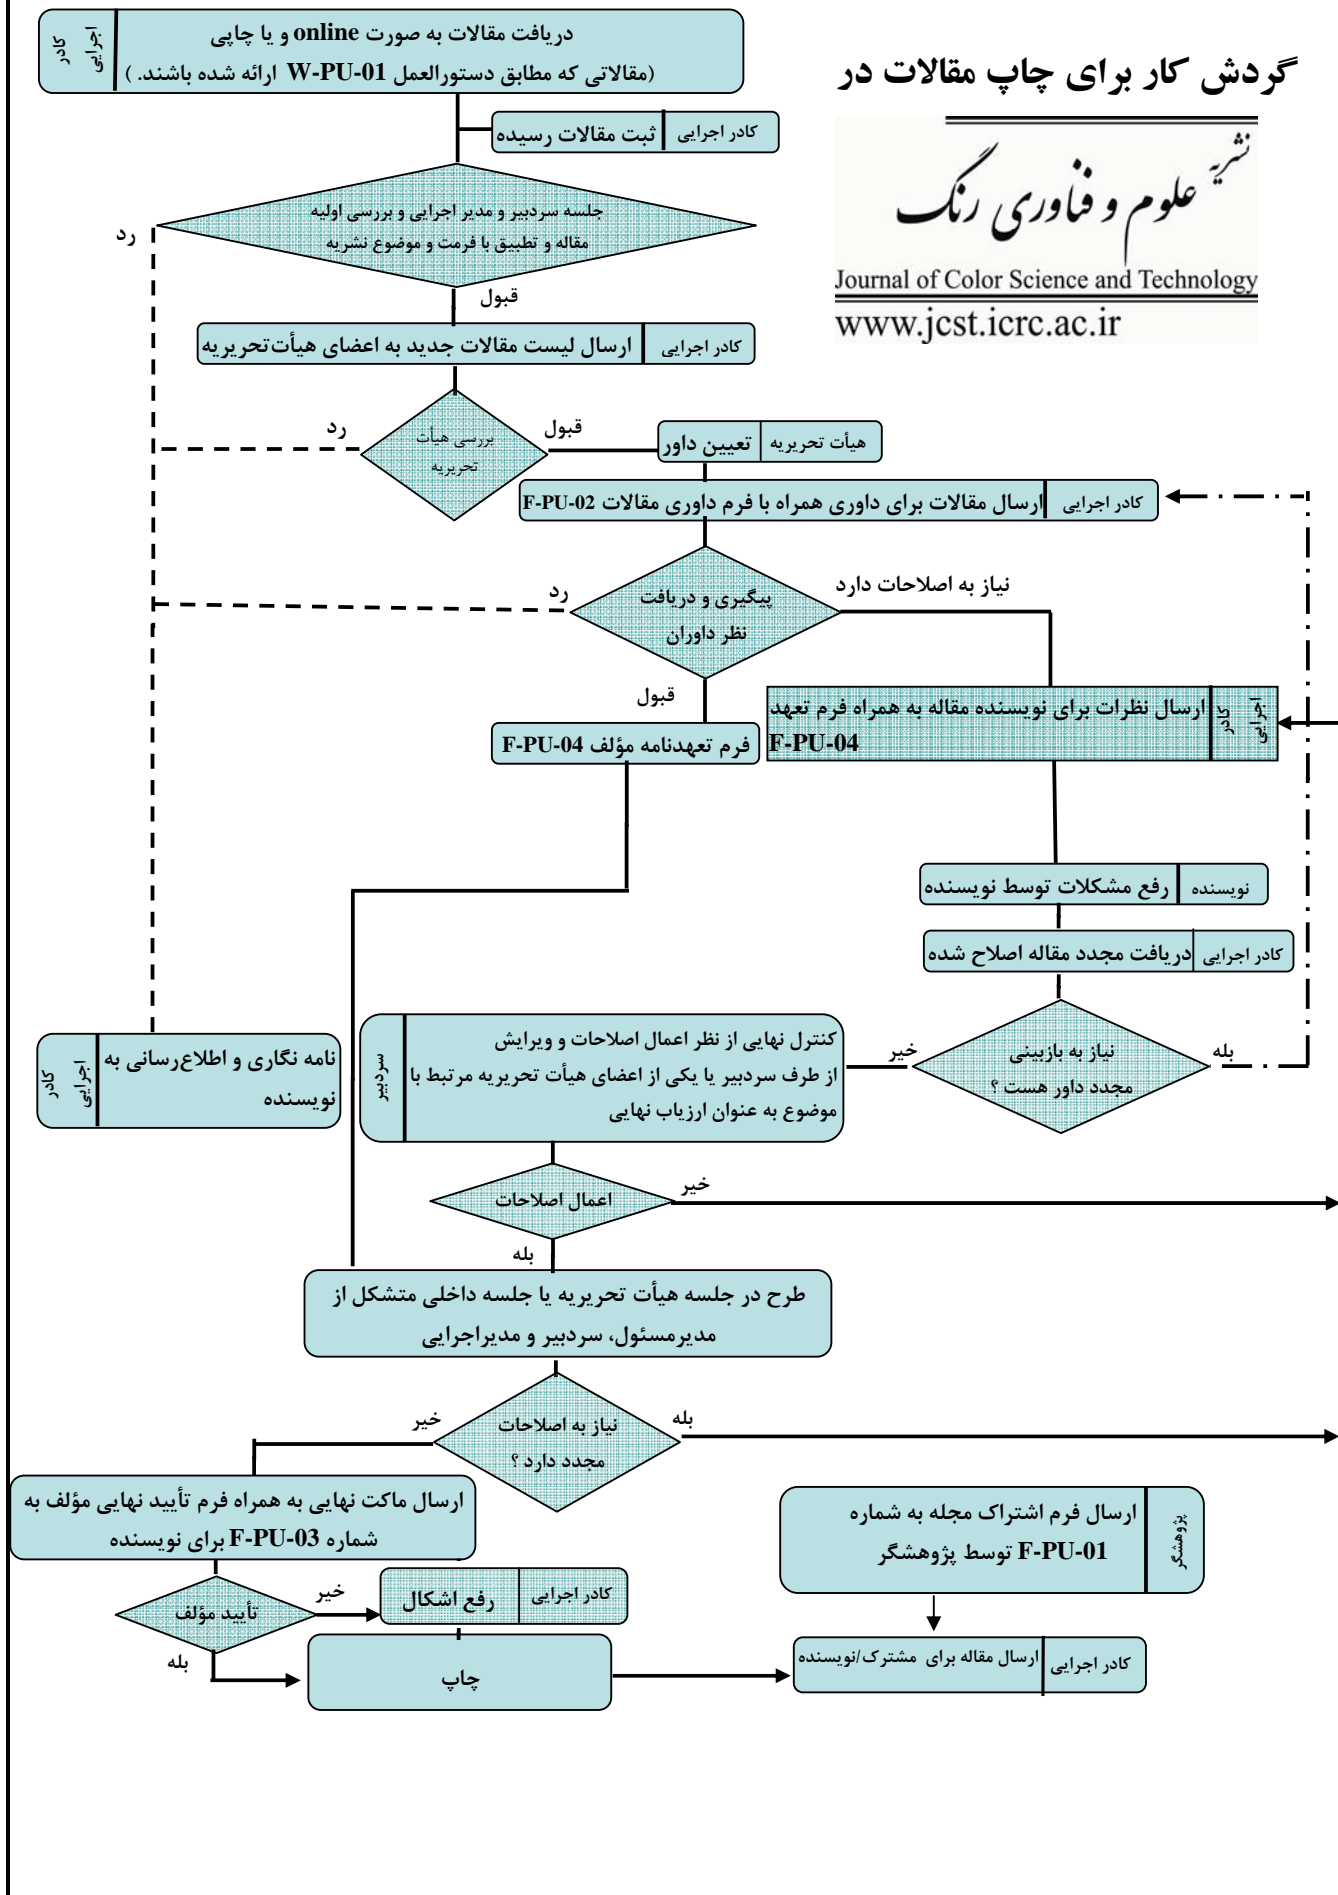 گردش کار برای چاپ مقالات در
نشریه
علوم و فناوری رنگ
Journal of Color Science and Technology
www.jcst.icrc.ac.ir
کادر
اجرایی
دریافت مقالات به صورت online و یا چاپی
(مقالاتی که مطابق دستورالعمل W-PU-01 ارائه شده باشند. )
کادر اجرایی
ثبت مقالات رسیده
جلسه سردبیر و مدیر اجرایی و بررسی اولیه
مقاله و تطبیق با فرمت و موضوع نشریه
رد
قبول
کادر اجرایی
ارسال لیست مقالات جدید به اعضای هیأت‌تحریریه
بررسی هیأت
تحریریه
رد
قبول
هیأت تحریریه
تعیین داور
کادر اجرایی
ارسال مقالات برای داوری همراه با فرم داوری مقالات F-PU-02
پیگیری و دریافت
نظر داوران
رد
نیاز به اصلاحات دارد
قبول
کادر
اجرایی
ارسال نظرات برای نویسنده مقاله به همراه فرم تعهد
F-PU-04
فرم تعهدنامه مؤلف F-PU-04
نویسنده
رفع مشکلات توسط نویسنده
کادر اجرایی
دریافت مجدد مقاله اصلاح شده
نیاز به بازبینی
مجدد داور هست ؟
بله
خیر
سردبیر
کنترل نهایی از نظر اعمال اصلاحات و ویرایش
از طرف سردبیر یا یکی از اعضای هیأت تحریریه مرتبط با
موضوع به عنوان ارزیاب نهایی
کادر
اجرایی
نامه نگاری و اطلاع‌رسانی به
نویسنده
اعمال اصلاحات
خیر
بله
طرح در جلسه هیأت تحریریه یا جلسه داخلی متشکل از
مدیرمسئول، سردبیر و مدیراجرایی
نیاز به اصلاحات
مجدد دارد ؟
بله
خیر
ارسال ماکت نهایی به همراه فرم تأیید نهایی مؤلف به
شماره F-PU-03 برای نویسنده
پژوهشگر
ارسال فرم اشتراک مجله به شماره
F-PU-01 توسط پژوهشگر
تأیید مؤلف
خیر
بله
کادر اجرایی
رفع اشکال
چاپ
کادر اجرایی
ارسال مقاله برای مشترک/نویسنده